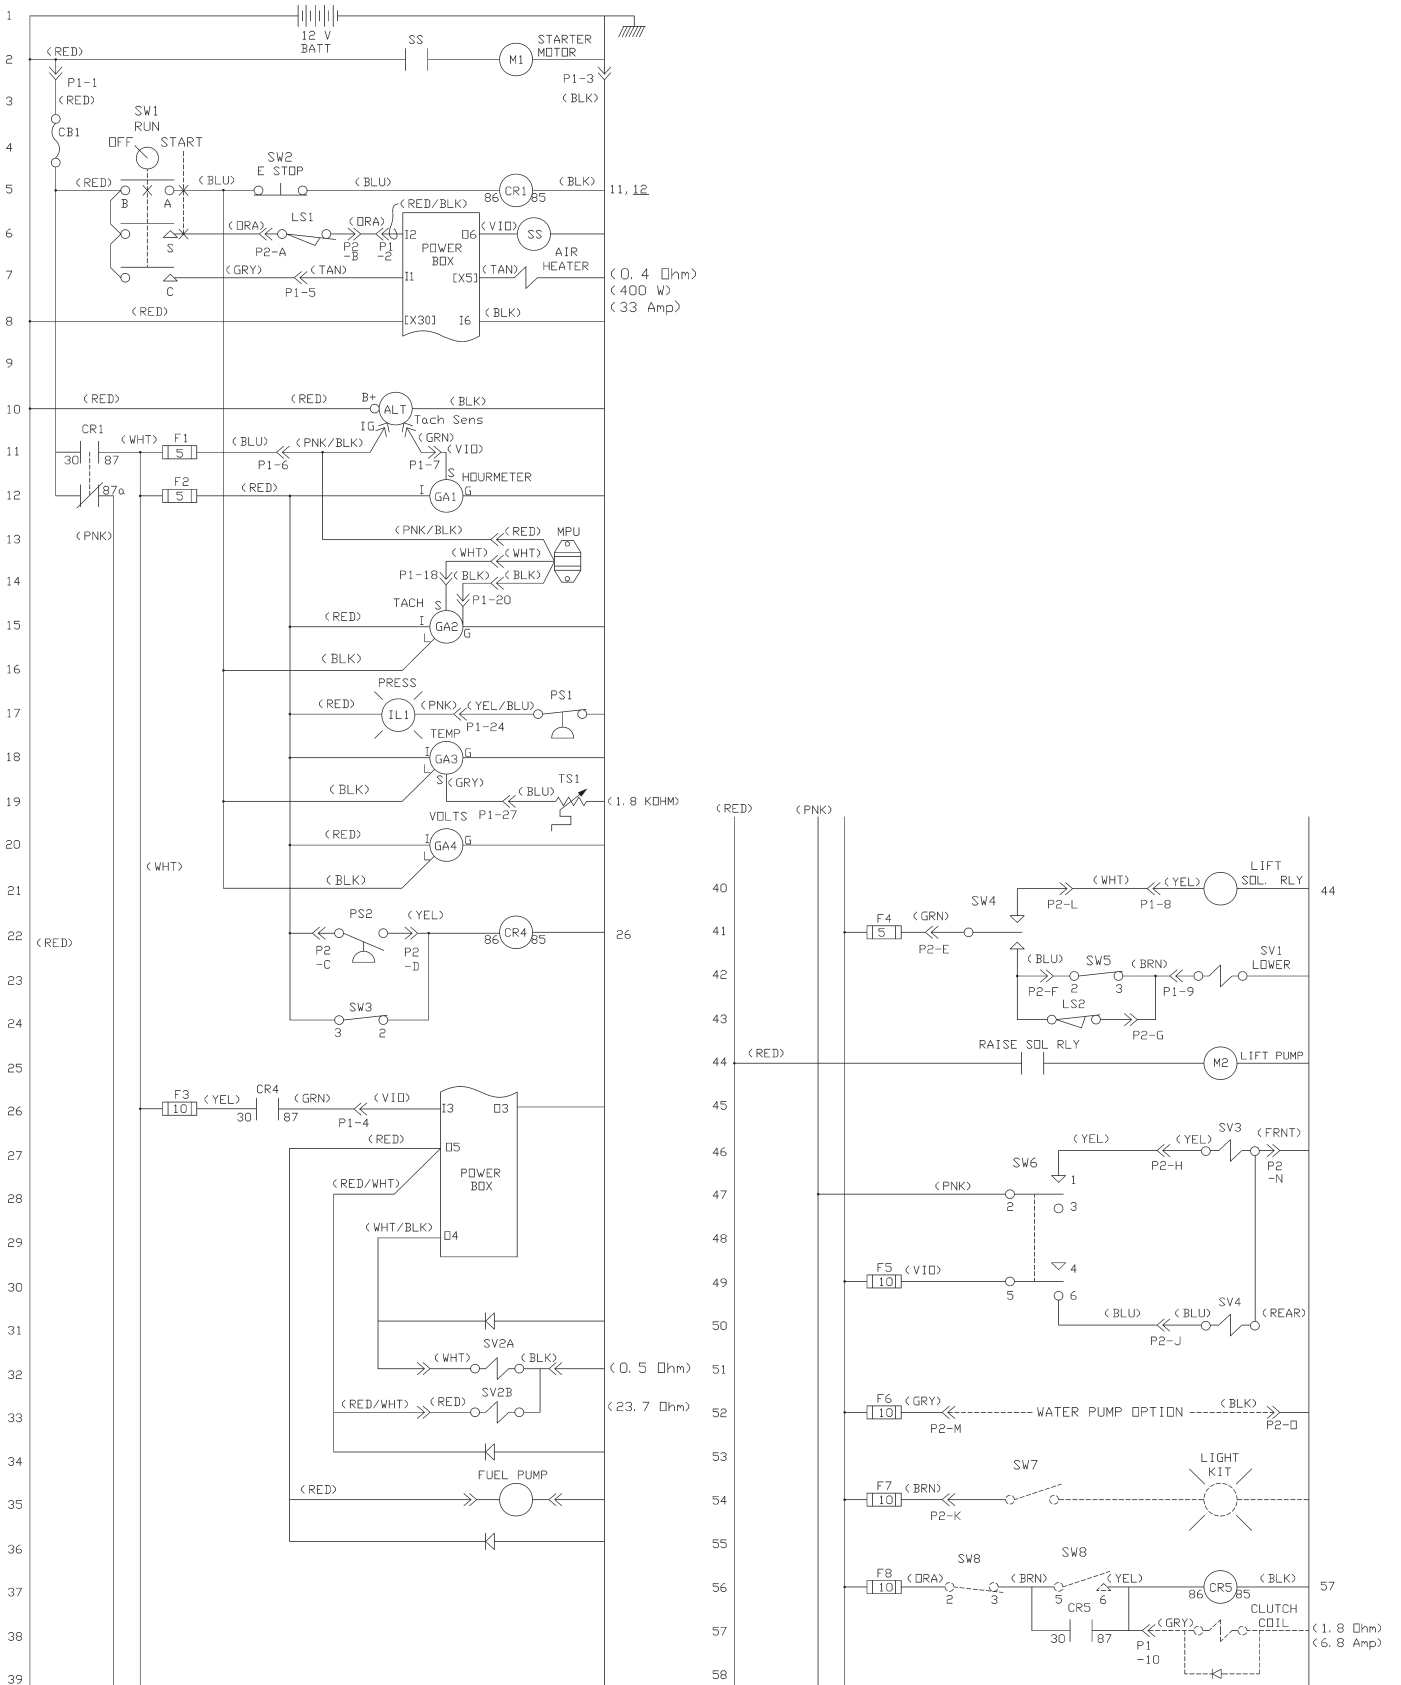 1
12 V
BATT
2 (RED) SS M1 STARTER
MOTOR
P1-1 P1-3
3 (RED) (BLK)
SW1
RUN
CB1
4 OFF START
SW2
E STOP
5 (RED) B A (BLU) (BLU) 86 CR1 85 (BLK) 11, 12
(RED/BLK)
6 S (ORA) P2-A LS1 (ORA) P2 -B P1 -2 I2 POWER BOX O6 (VIO) SS
AIR
HEATER
7 C (GRY) P1-5 (TAN) I1 [X5] (TAN) (0.4 Ohm)
(400 W)
(33 Amp)
8 (RED) [X30] I6 (BLK)
9
10 (RED) (RED) B+ ALT (BLK)
IG Tach Sens
CR1 (GRN)
11 30 87 (WHT) F1 5 (BLU) P1-6 (PNK/BLK) P1-7 (VIO)
S HOURMETER
12 87a F2 5 (RED) I GA1 G
(PNK)
13 (PNK/BLK) (RED) MPU
(WHT) (WHT)
14 P1-18 (BLK) (BLK)
P1-20
TACH S
15 (RED) I GA2 G
L
16 (BLK)
PRESS
17 (RED) IL1 (PNK) P1-24 (YEL/BLU) PS1
TEMP
18 I GA3 G
L
S (GRY)
19 (BLK) P1-27 (BLU) TS1 (1.8 KOHM)
VOLTS
20 (RED) I GA4 G
L
(WHT)
21 (BLK)
22 (RED) P2 -C PS2 P2 -D (YEL) 86 CR4 85 26
23
SW3
24 3 2
25
26 F3 10 (YEL) 30 CR4 87 (GRN) P1-4 (VIO) I3 O3
27 (RED) O5
POWER
BOX
28 (RED/WHT)
29 (WHT/BLK) O4
30
31
SV2A
32 (WHT) (BLK) (0.5 Ohm)
SV2B
33 (RED/WHT) (RED) (23.7 Ohm)
34
FUEL PUMP
35 (RED)
36
37
38
39
(RED) (PNK)
LIFT
SOL. RLY
40 P2-L (WHT) P1-8 (YEL) 44
SW4
41 F4 5 (GRN) P2-E
SV1
LOWER
42 (BLU) P2-F SW5 2 3 (BRN) P1-9
LS2
43 P2-G
RAISE SOL RLY
44 (RED) M2 LIFT PUMP
45
46 (YEL) P2-H (YEL) SV3 (FRNT) P2 -N
SW6
1
47 (PNK) 2 3
48
4
49 F5 10 (VIO) 5 6
50 (BLU) P2-J (BLU) SV4 (REAR)
51
52 F6 10 (GRY) P2-M WATER PUMP OPTION (BLK) P2-O
53
LIGHT
KIT
SW7
54 F7 10 (BRN) P2-K
55
SW8 SW8
56 F8 10 (ORA) 2 3 (BRN) 5 6 (YEL) 86 CR5 85 (BLK) 57
CLUTCH
COIL
57 30 CR5 87 P1 -10 (GRY) (1.8 Ohm)
(6.8 Amp)
58